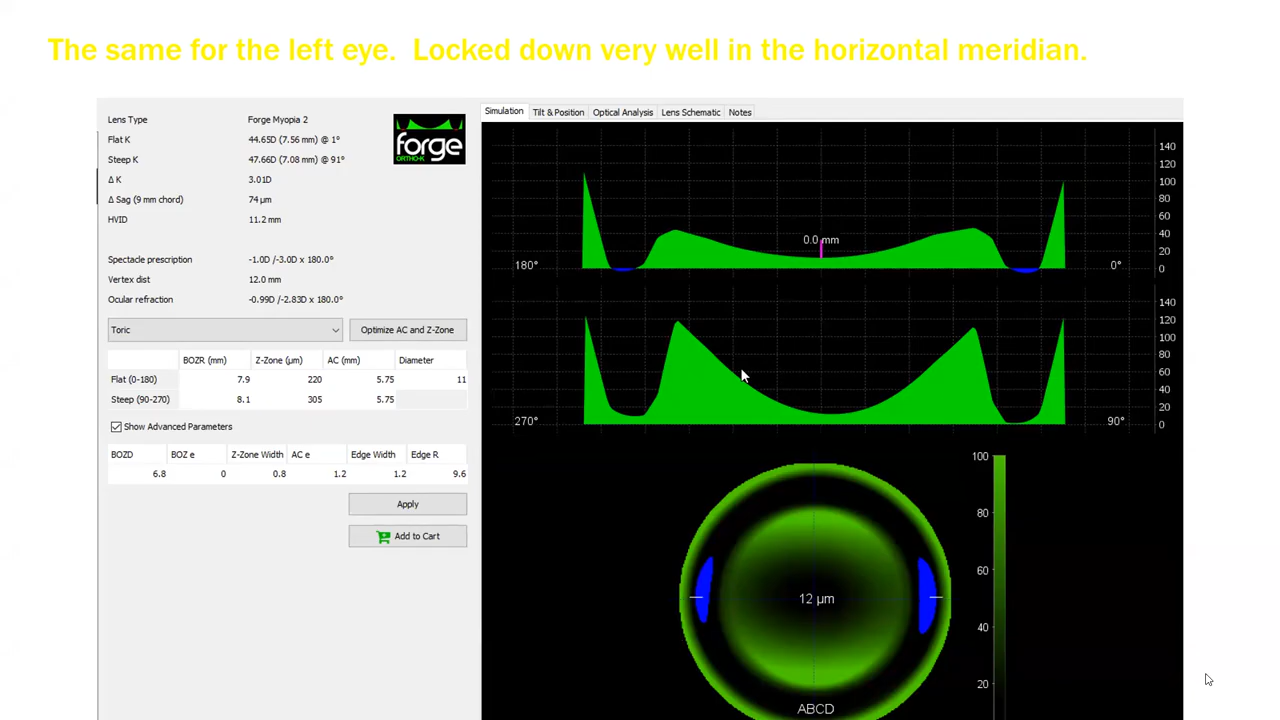 The same for the left eye. Locked down very well in the horizontal meridian.
Lens Type Forge Myopia 2
Flat K 44.65D (7.56 mm) @ 1°
Steep K 47.66D (7.08 mm) @ 91°
Δ K 3.01D
Δ Sag (9 mm chord) 74 µm
HVID 11.2 mm
forge
ORTHO-K
Spectacle prescription -1.0D /-3.0D x 180.0°
Vertex dist 12.0 mm
Ocular refraction -0.99D /-2.83D x 180.0°
Toric Optimize AC and Z-Zone
BOZR (mm) Z-Zone (µm) AC (mm) Diameter
Flat (0-180) 7.9 220 5.75 11
Steep (90-270) 8.1 305 5.75
Show Advanced Parameters
BOZD BOZ e Z-Zone Width AC e Edge Width Edge R
6.8 0 0.8 1.2 1.2 9.6
Apply
Add to Cart
Simulation Tilt & Position Optical Analysis Lens Schematic Notes
140
120
100
80
60
40
20
0
0.0 mm
180° 0°
140
120
100
80
60
40
20
0
270° 90°
100
80
60
40
20
12 µm
ABCD